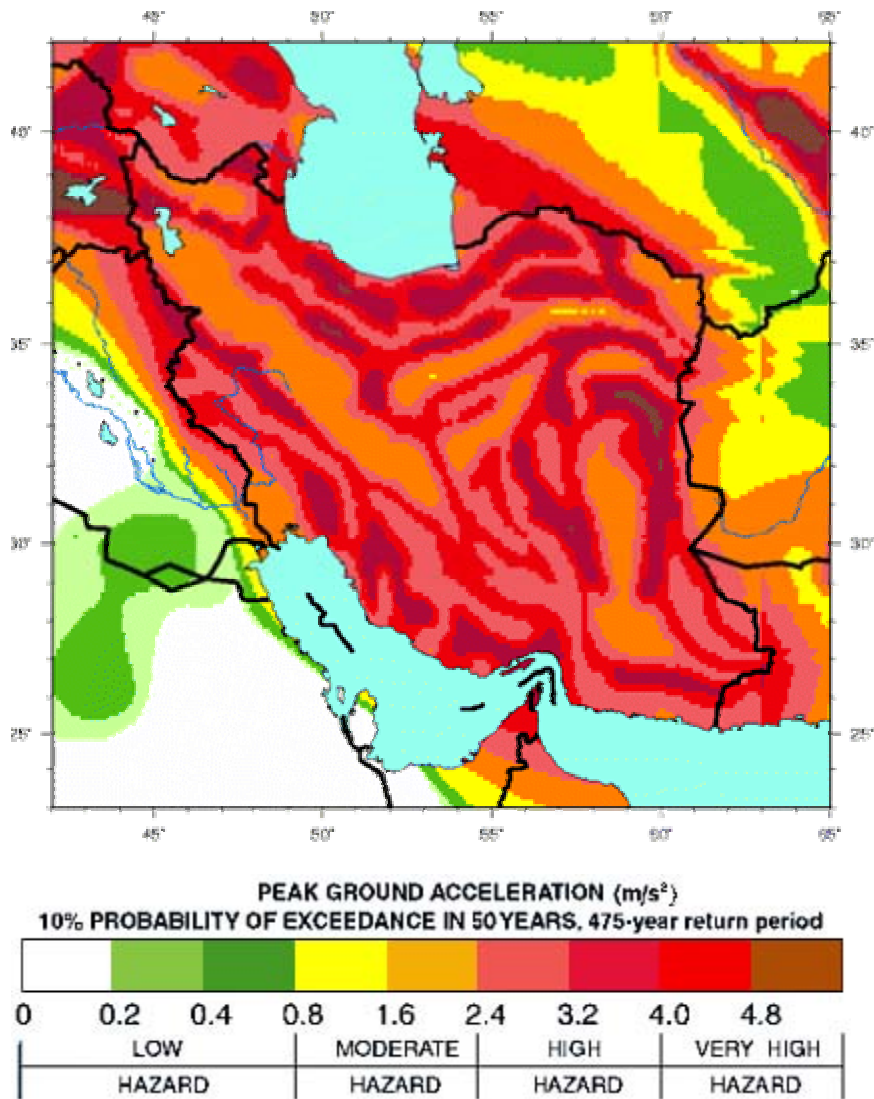 45° 50° 55° 60° 65°
40° 40°
35° 35°
30° 30°
25° 25°
45° 50° 55° 60° 65°
PEAK GROUND ACCELERATION (m/s²)
10% PROBABILITY OF EXCEEDANCE IN 50 YEARS, 475-year return period
0 0.2 0.4 0.8 1.6 2.4 3.2 4.0 4.8
LOW MODERATE HIGH VERY HIGH
HAZARD HAZARD HAZARD HAZARD